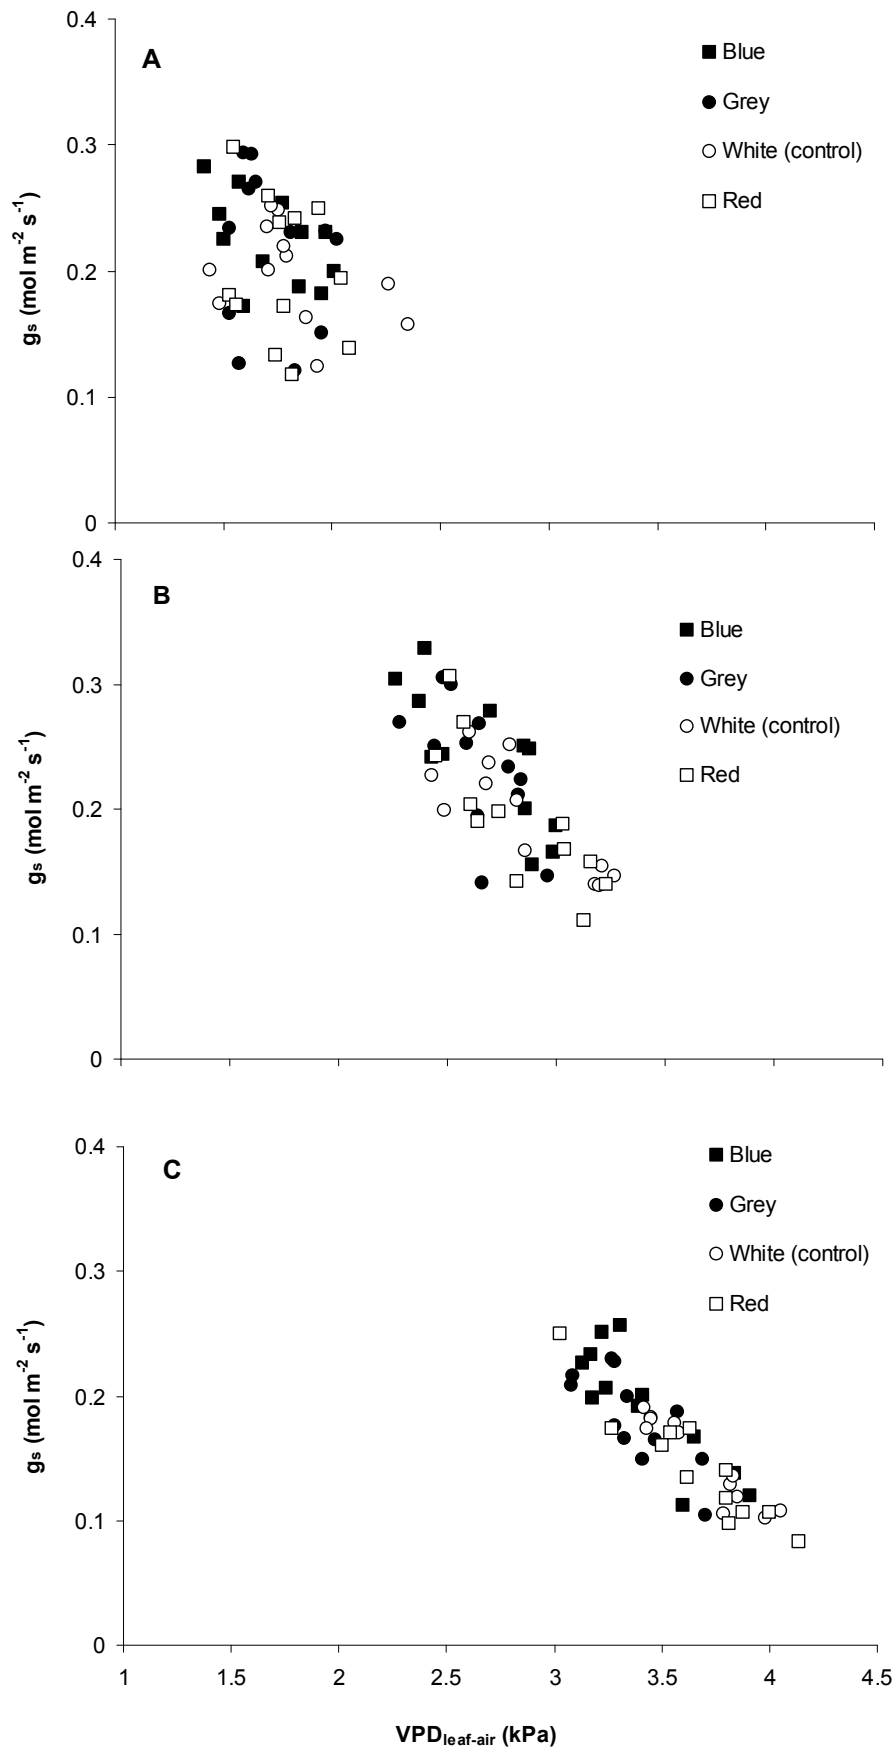 0.4
A
Blue
Grey
0.3
White (control)
Red
0.2
gs (mol m-2 s-1)
0.1
0
0.4
B
Blue
Grey
0.3
White (control)
Red
0.2
gs (mol m-2 s-1)
0.1
0
0.4
C
Blue
Grey
White (control)
0.3
Red
0.2
gs (mol m-2 s-1)
0.1
0
1 1.5 2 2.5 3 3.5 4 4.5
VPDleaf-air (kPa)